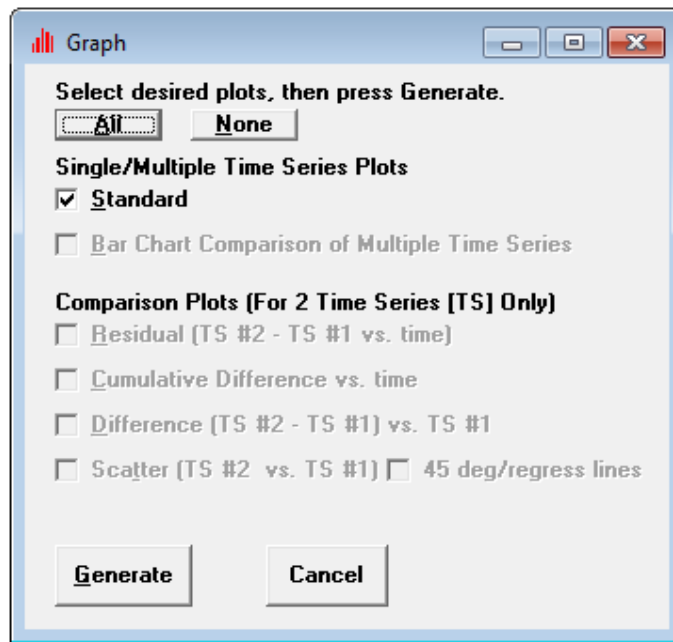 Graph
Select desired plots, then press Generate.
All None
Single/Multiple Time Series Plots
Standard
Bar Chart Comparison of Multiple Time Series
Comparison Plots (For 2 Time Series [TS] Only)
Residual (TS #2 - TS #1 vs. time)
Cumulative Difference vs. time
Difference (TS #2 - TS #1) vs. TS #1
Scatter (TS #2 vs. TS #1) 45 deg/regress lines
Generate Cancel